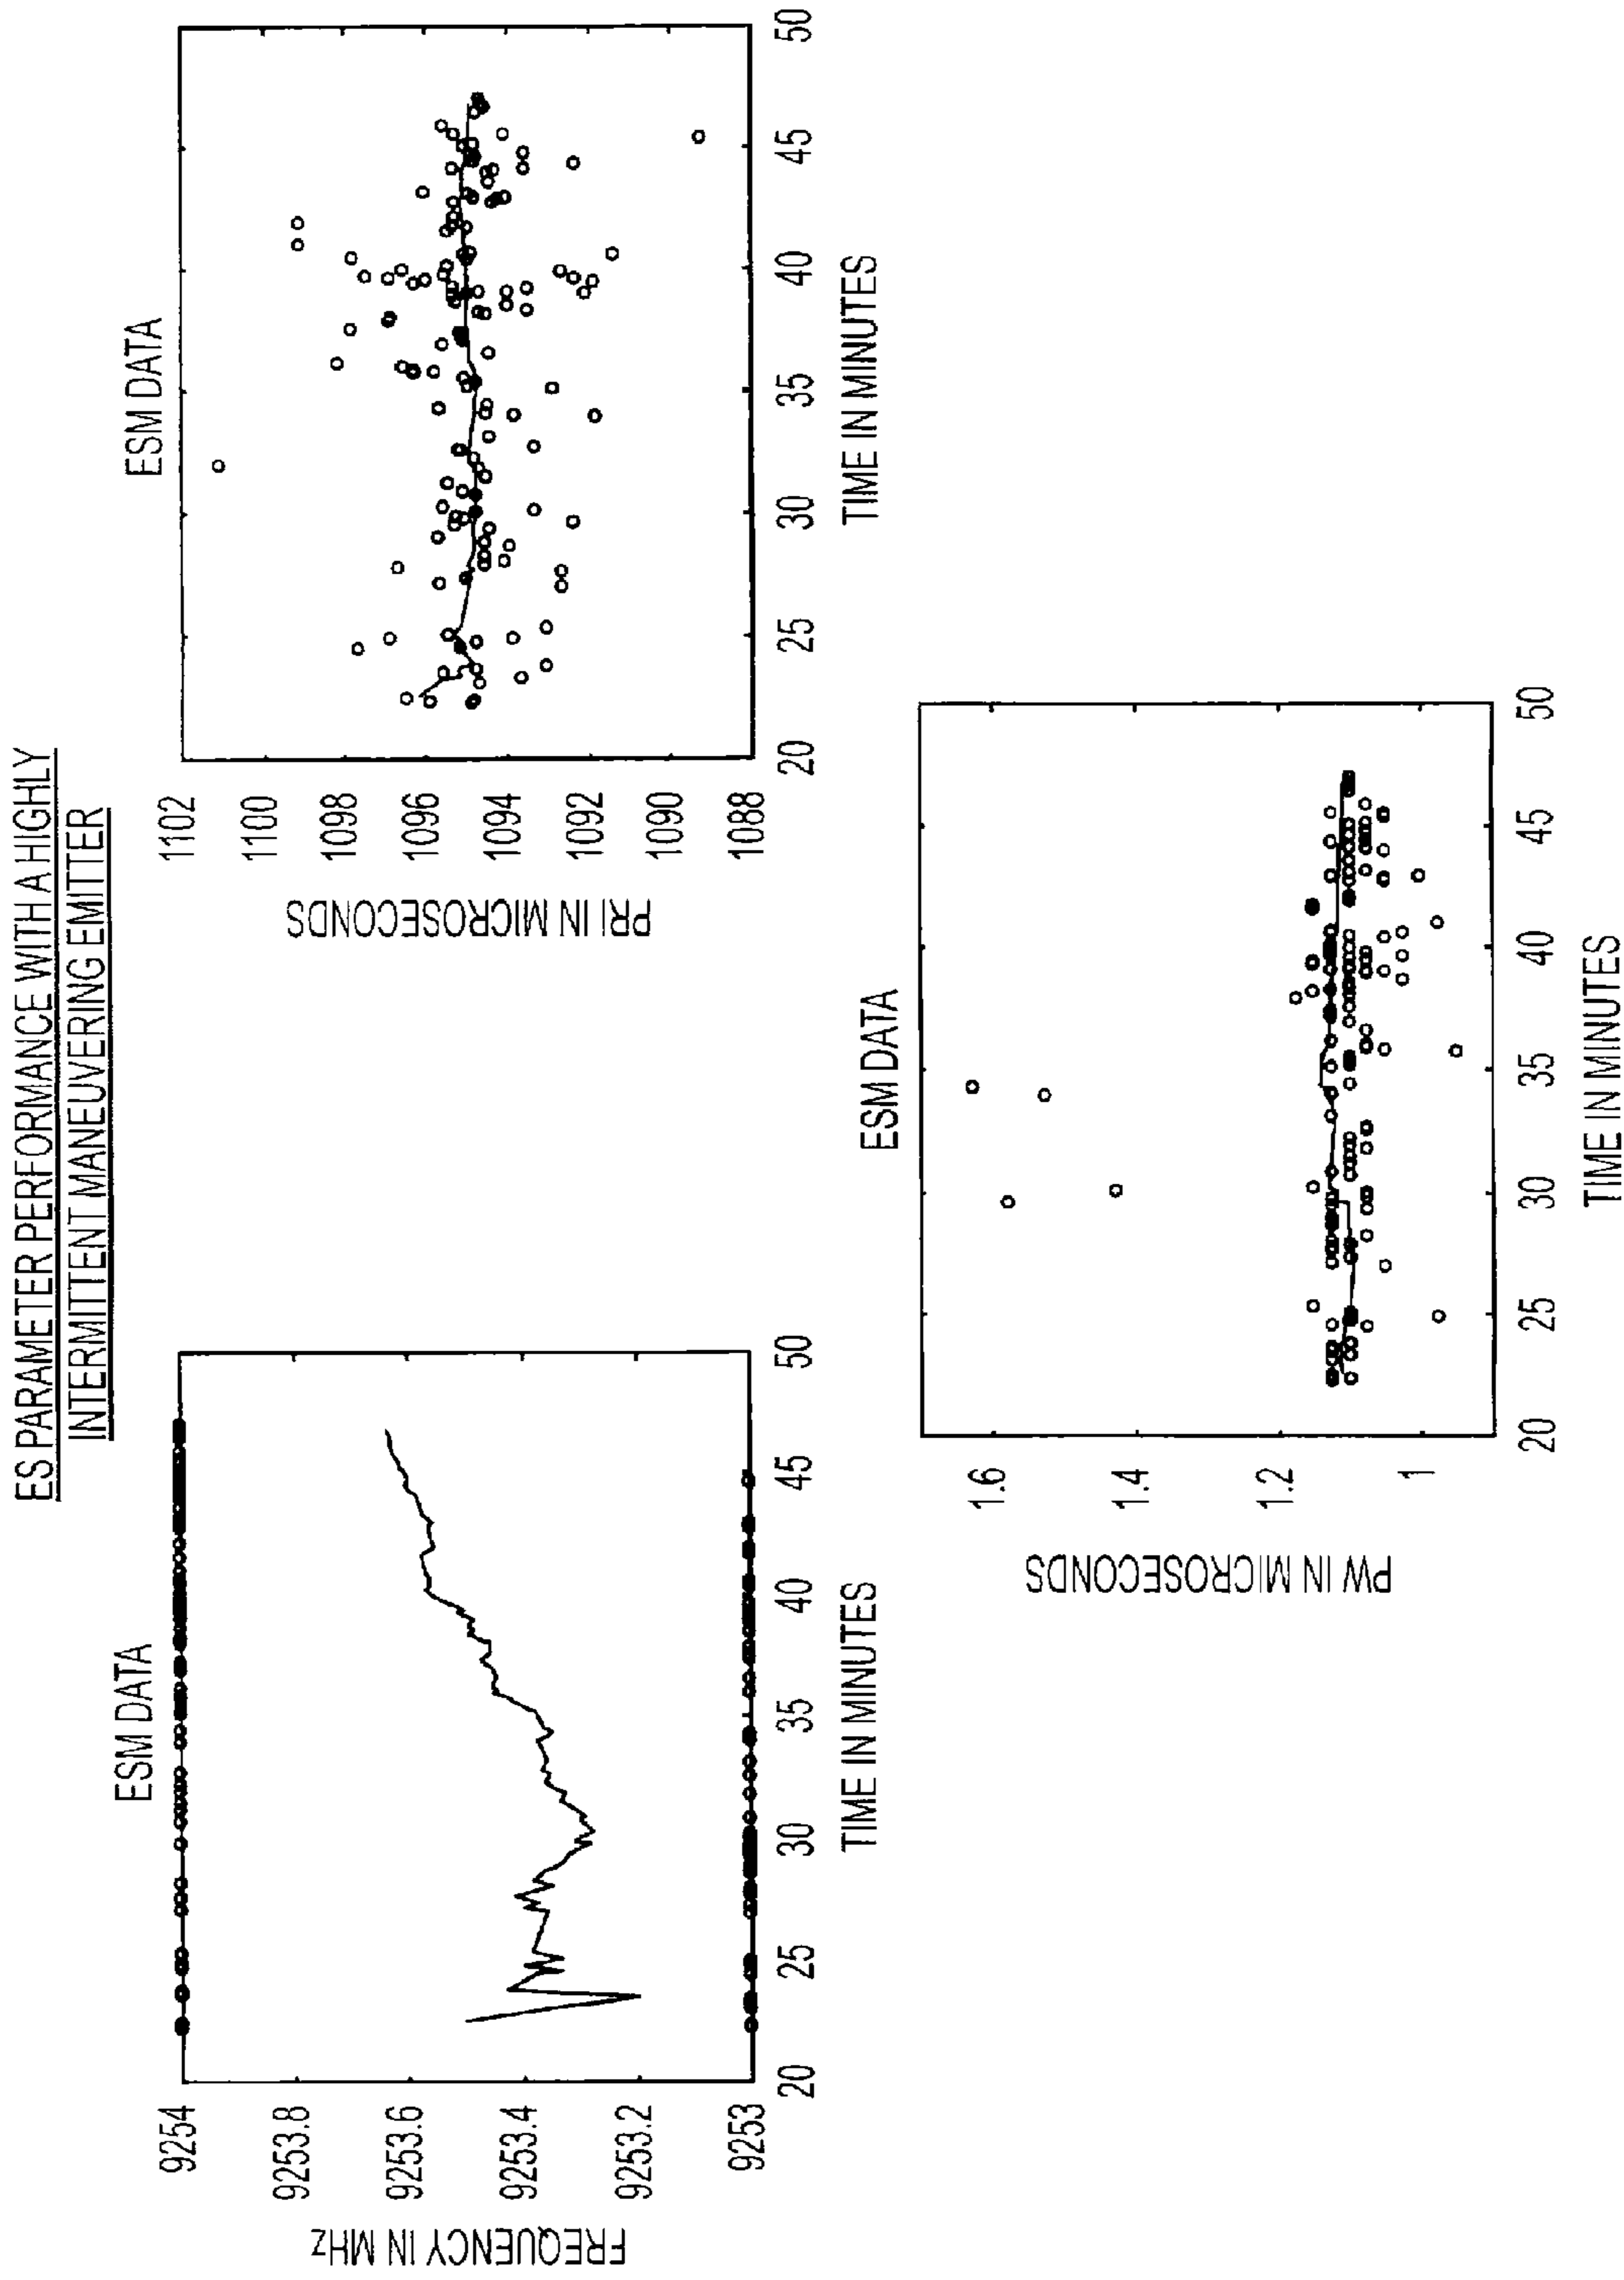 ES PARAMETER PERFORMANCE WITH A HIGHLY
INTERMITTENT MANEUVERING EMITTER
ESM DATA
FREQUENCY IN MHz
9254
9253.8
9253.6
9253.4
9253.2
9253
20 25 30 35 40 45 50
TIME IN MINUTES
ESM DATA
PRI IN MICROSECONDS
1102
1100
1098
1096
1094
1092
1090
1088
20 25 30 35 40 45 50
TIME IN MINUTES
ESM DATA
PW IN MICROSECONDS
1.6
1.4
1.2
1
20 25 30 35 40 45 50
TIME IN MINUTES